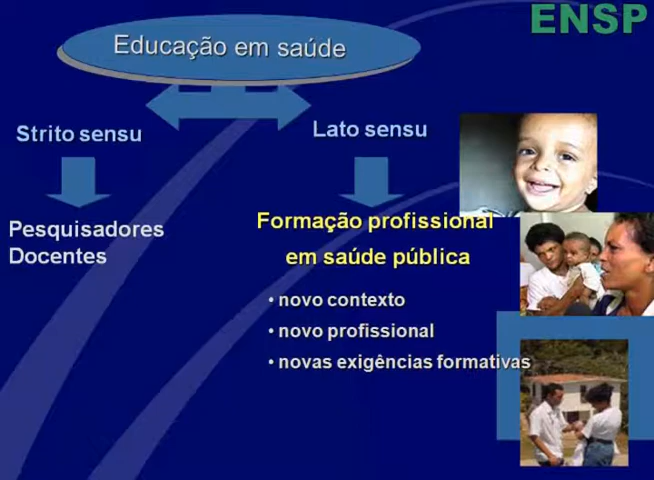 ENSP
Educação em saúde
Strito sensu
Lato sensu
Pesquisadores
Docentes
Formação profissional
em saúde pública
• novo contexto
• novo profissional
• novas exigências formativas